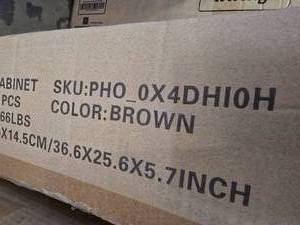 ABINET SKU:PHO_0X4DHI0H
PCS COLOR:BROWN
66LBS
X14.5CM/36.6X25.6X5.7INCH